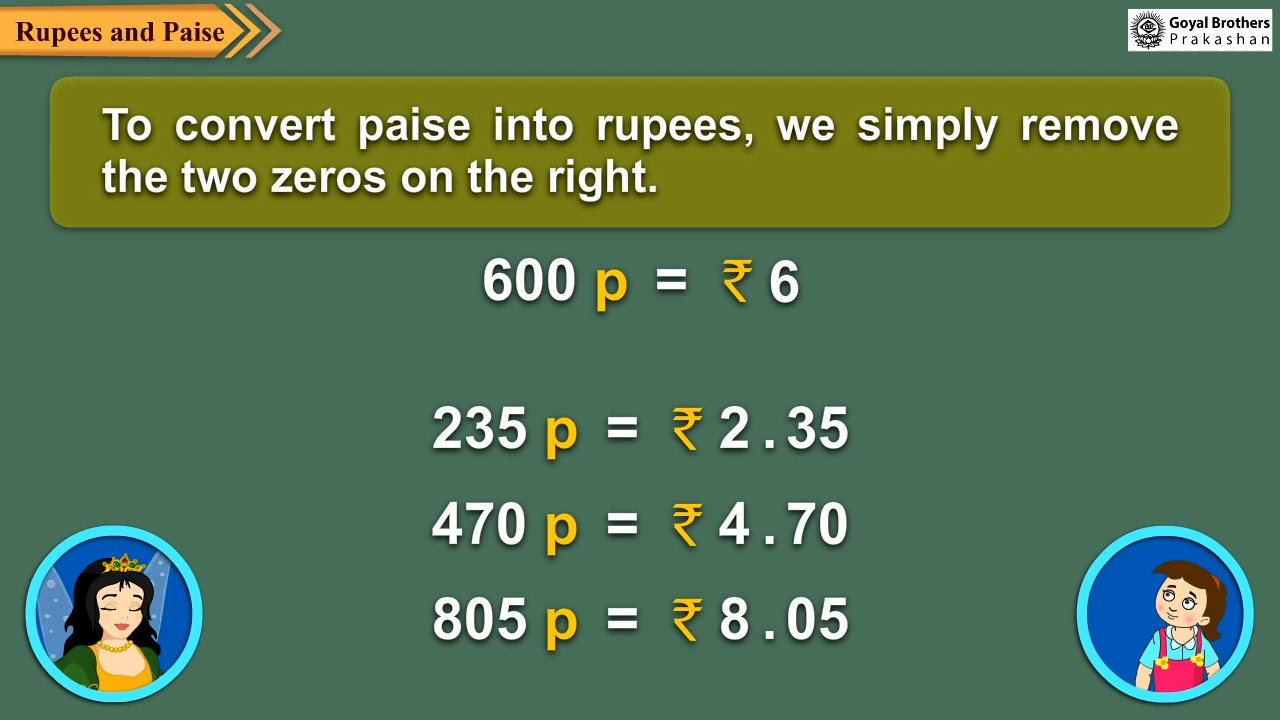 Rupees and Paise
Goyal Brothers
Prakashan
To convert paise into rupees, we simply remove
the two zeros on the right.
600 p = ₹ 6
235 p = ₹ 2.35
470 p = ₹ 4.70
805 p = ₹ 8.05